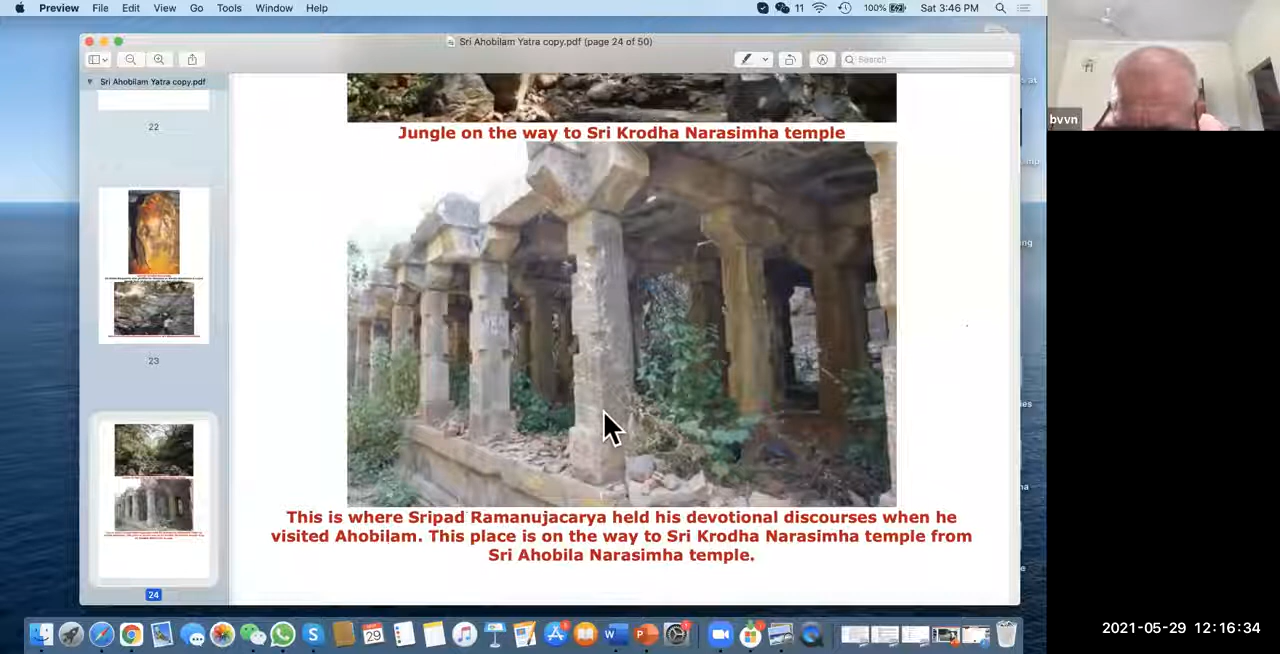 Preview File Edit View Go Tools Window Help
11 100% Sat 3:46 PM
Sri Ahobilam Yatra copy.pdf (page 24 of 50)
Search
Sri Ahobilam Yatra copy.pdf
22
23
24
Jungle on the way to Sri Krodha Narasimha temple
This is where Sripad Ramanujacarya held his devotional discourses when he
visited Ahobilam. This place is on the way to Sri Krodha Narasimha temple from
Sri Ahobila Narasimha temple.
bvvn
29
2021-05-29 12:16:34